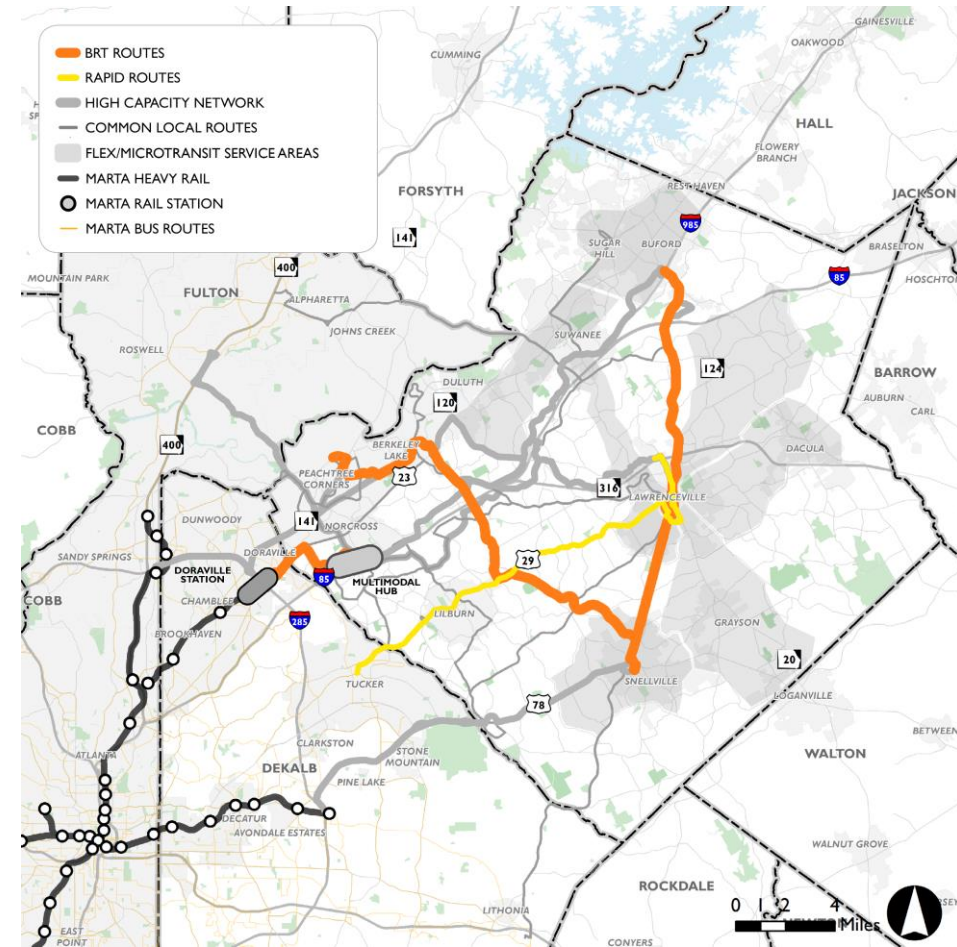 BRT ROUTES
RAPID ROUTES
HIGH CAPACITY NETWORK
COMMON LOCAL ROUTES
FLEX/MICROTRANSIT SERVICE AREAS
MARTA HEAVY RAIL
MARTA RAIL STATION
MARTA BUS ROUTES
GAINESVILLE
OAKWOOD
CUMMING
HALL
FLOWERY
BRANCH
FORSYTH
REST HAVEN
JACKSON
141
985
SUGAR
HILL
BUFORD
BRASELTON
400
85
HOSCHTON
MOUNTAIN PARK
FULTON
ALPHARETTA
JOHNS CREEK
SUWANEE
ROSWELL
DULUTH
124
BARROW
120
AUBURN
CARL
COBB
400
BERKELEY
LAKE
DACULA
PEACHTREE
CORNERS
23
316
LAWRENCEVILLE
DUNWOODY
141
NORCROSS
SANDY SPRINGS
DORAVILLE
DORAVILLE
STATION
85
MULTIMODAL
HUB
29
COBB
CHAMBLEE
285
LILBURN
BROOKHAVEN
GRAYSON
20
TUCKER
SNELLVILLE
LOGANVILLE
78
BETWEEN
CLARKSTON
STONE
MOUNTAIN
WALTON
ATLANTA
DEKALB
PINE LAKE
DECATUR
AVONDALE ESTATES
WALNUT GROVE
ROCKDALE
0 1 2 4
Miles
LITHONIA
EAST
POINT
CONYERS